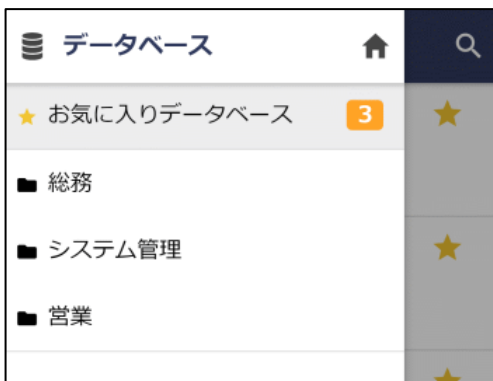 データベース
お気に入りデータベース 3
総務
システム管理
営業